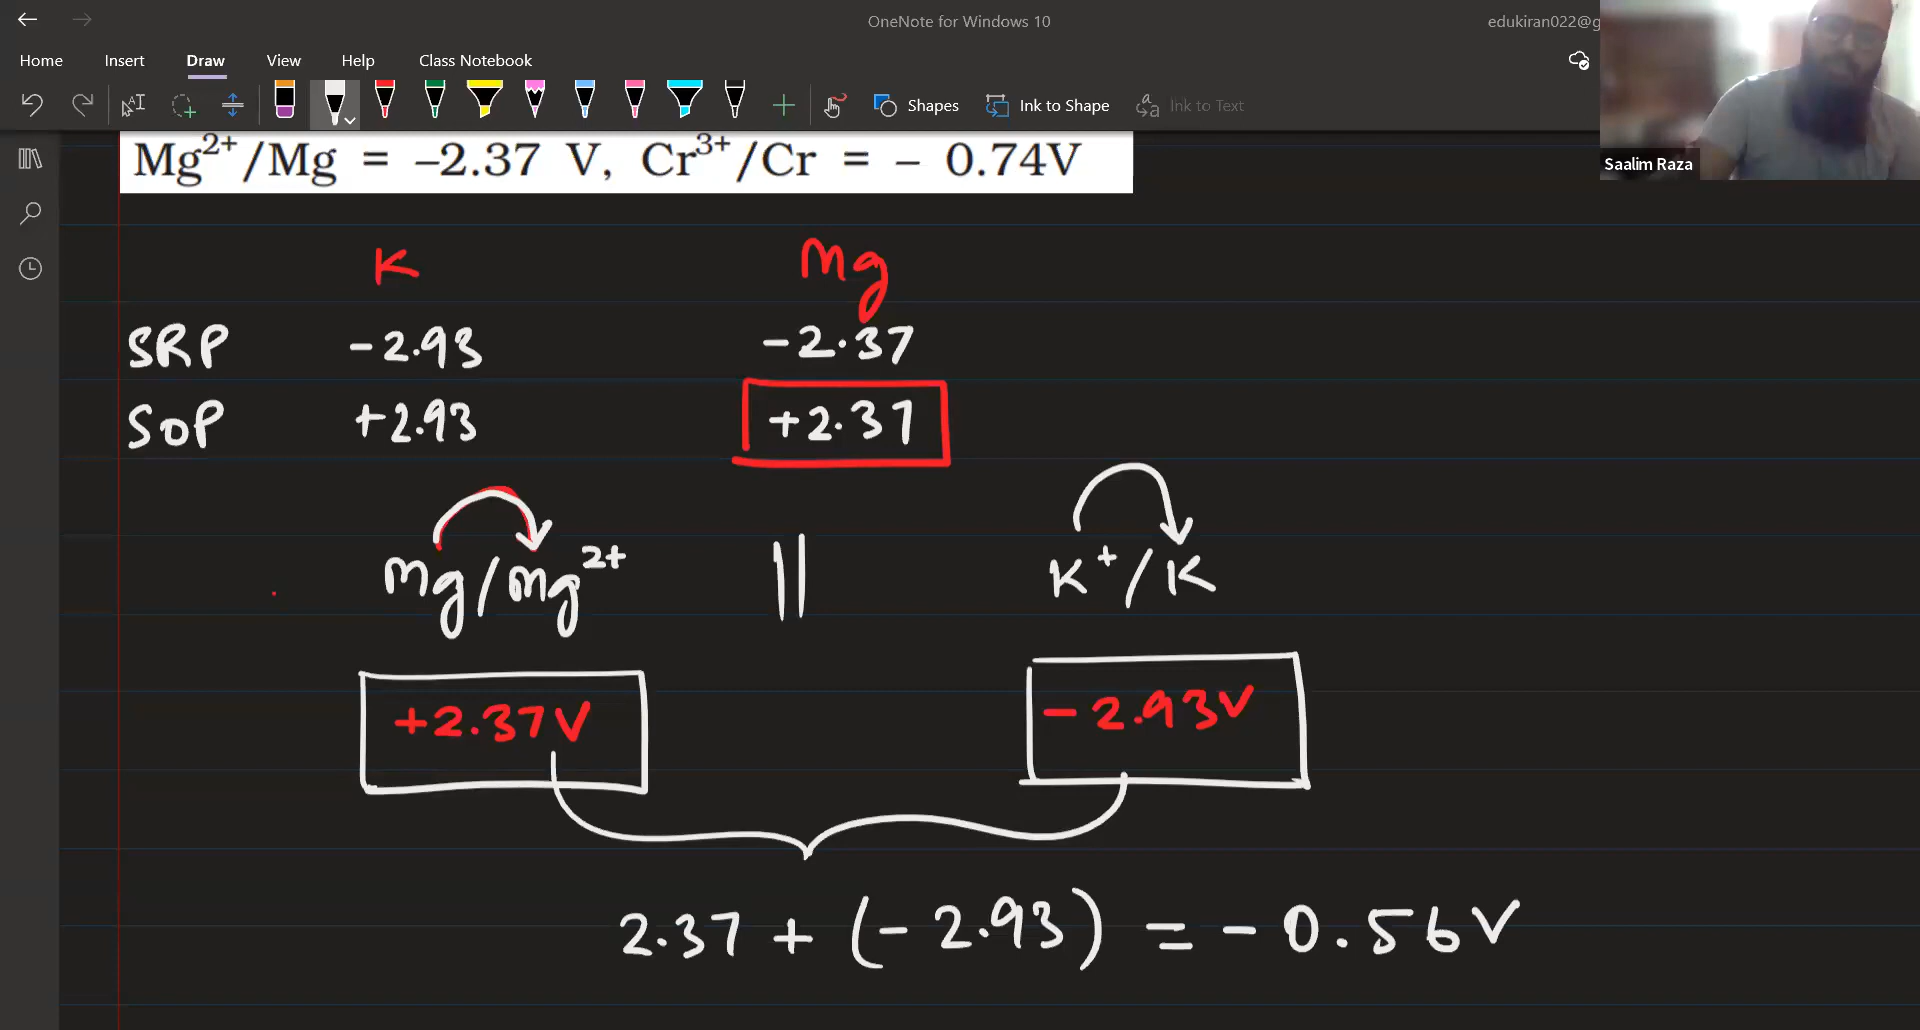 OneNote for Windows 10
edukiran022@g
Home Insert Draw View Help Class Notebook
Shapes Ink to Shape Ink to Text
Saalim Raza
Mg²⁺/Mg = –2.37 V, Cr³⁺/Cr = – 0.74V
K Mg
SRP -2.93 -2.37
SOP +2.93 +2.37
Mg/Mg²⁺ || K⁺/K
+2.37V -2.93V
2.37 + (-2.93) = -0.56V